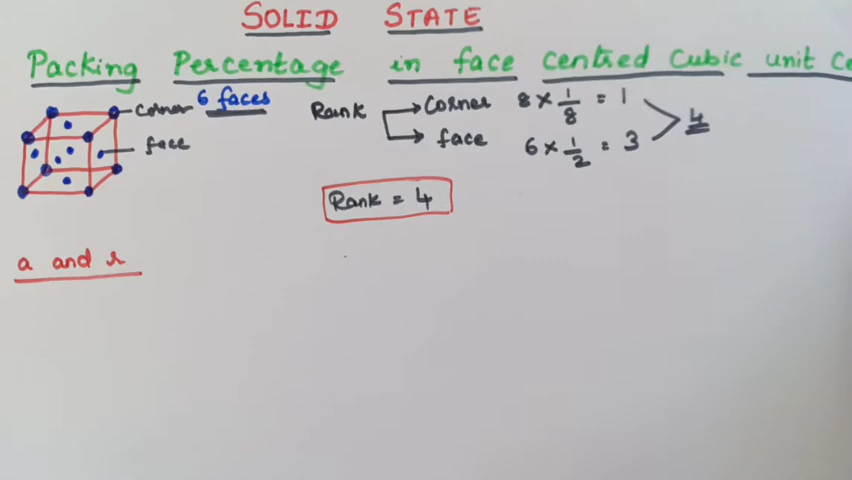 SOLID STATE
Packing Percentage in face centred Cubic unit Ce
corner 6 faces
face
Rank
Corner 8 × 1/8 = 1
face 6 × 1/2 = 3
4
Rank = 4
a and r